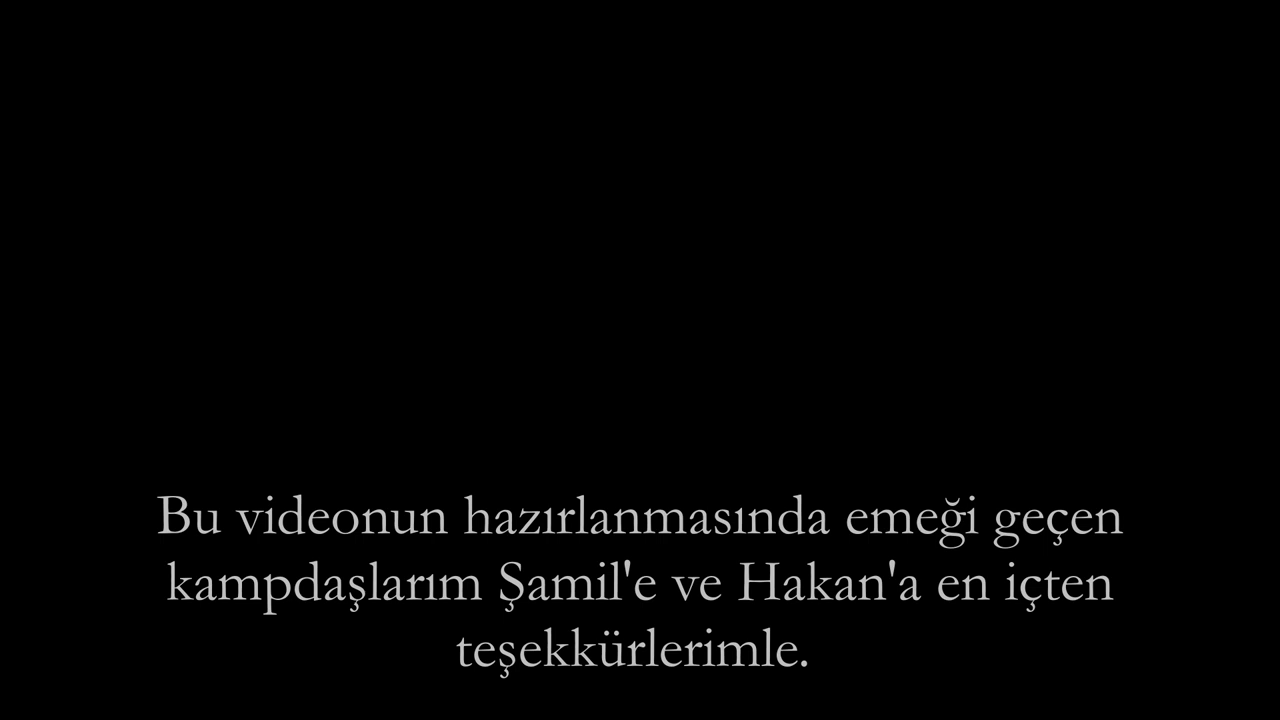 Bu videonun hazırlanmasında emeği geçen
kampdaşlarım Şamil'e ve Hakan'a en içten
teşekkürlerimle.